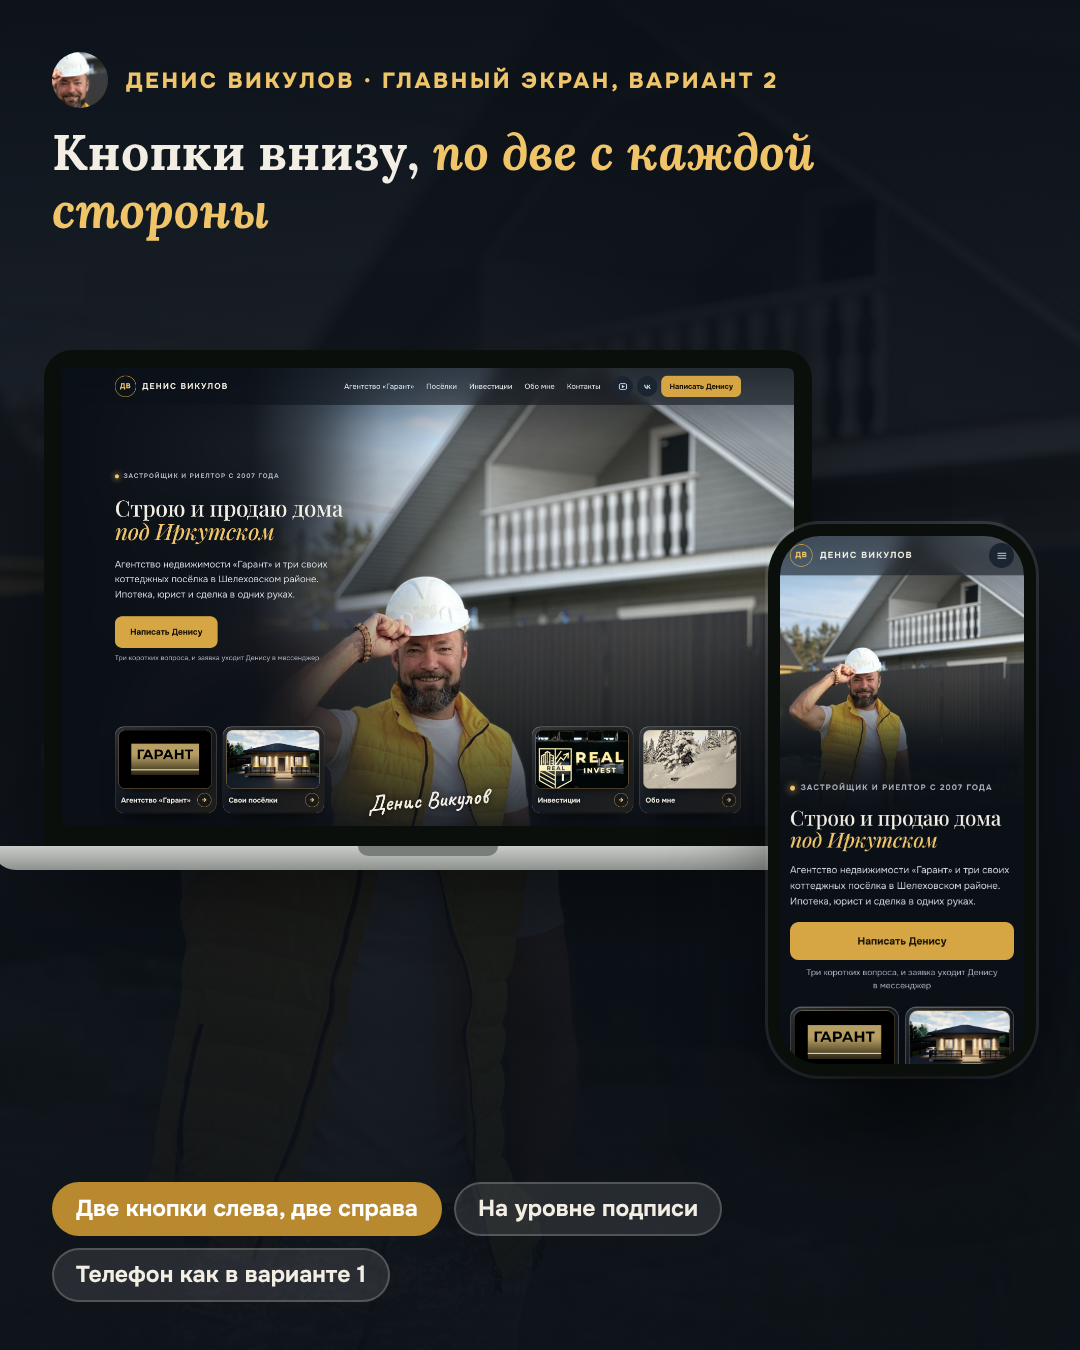 ДЕНИС ВИКУЛОВ · ГЛАВНЫЙ ЭКРАН, ВАРИАНТ 2
Кнопки внизу, по две с каждой
стороны
ДВ ДЕНИС ВИКУЛОВ
Агентство «Гарант» Посёлки Инвестиции Обо мне Контакты Написать Денису
ЗАСТРОЙЩИК И РИЕЛТОР С 2007 ГОДА
Строю и продаю дома
под Иркутском
Агентство недвижимости «Гарант» и три своих
коттеджных посёлка в Шелеховском районе.
Ипотека, юрист и сделка в одних руках.
Написать Денису
Три коротких вопроса, и заявка уходит Денису в мессенджер
ГАРАНТ
Агентство «Гарант»
Свои посёлки
Денис Викулов
REAL
REAL
INVEST
Инвестиции
Обо мне
ДВ ДЕНИС ВИКУЛОВ
ЗАСТРОЙЩИК И РИЕЛТОР С 2007 ГОДА
Строю и продаю дома
под Иркутском
Агентство недвижимости «Гарант» и три своих
коттеджных посёлка в Шелеховском районе.
Ипотека, юрист и сделка в одних руках.
Написать Денису
Три коротких вопроса, и заявка уходит Денису
в мессенджер
ГАРАНТ
Две кнопки слева, две справа
На уровне подписи
Телефон как в варианте 1